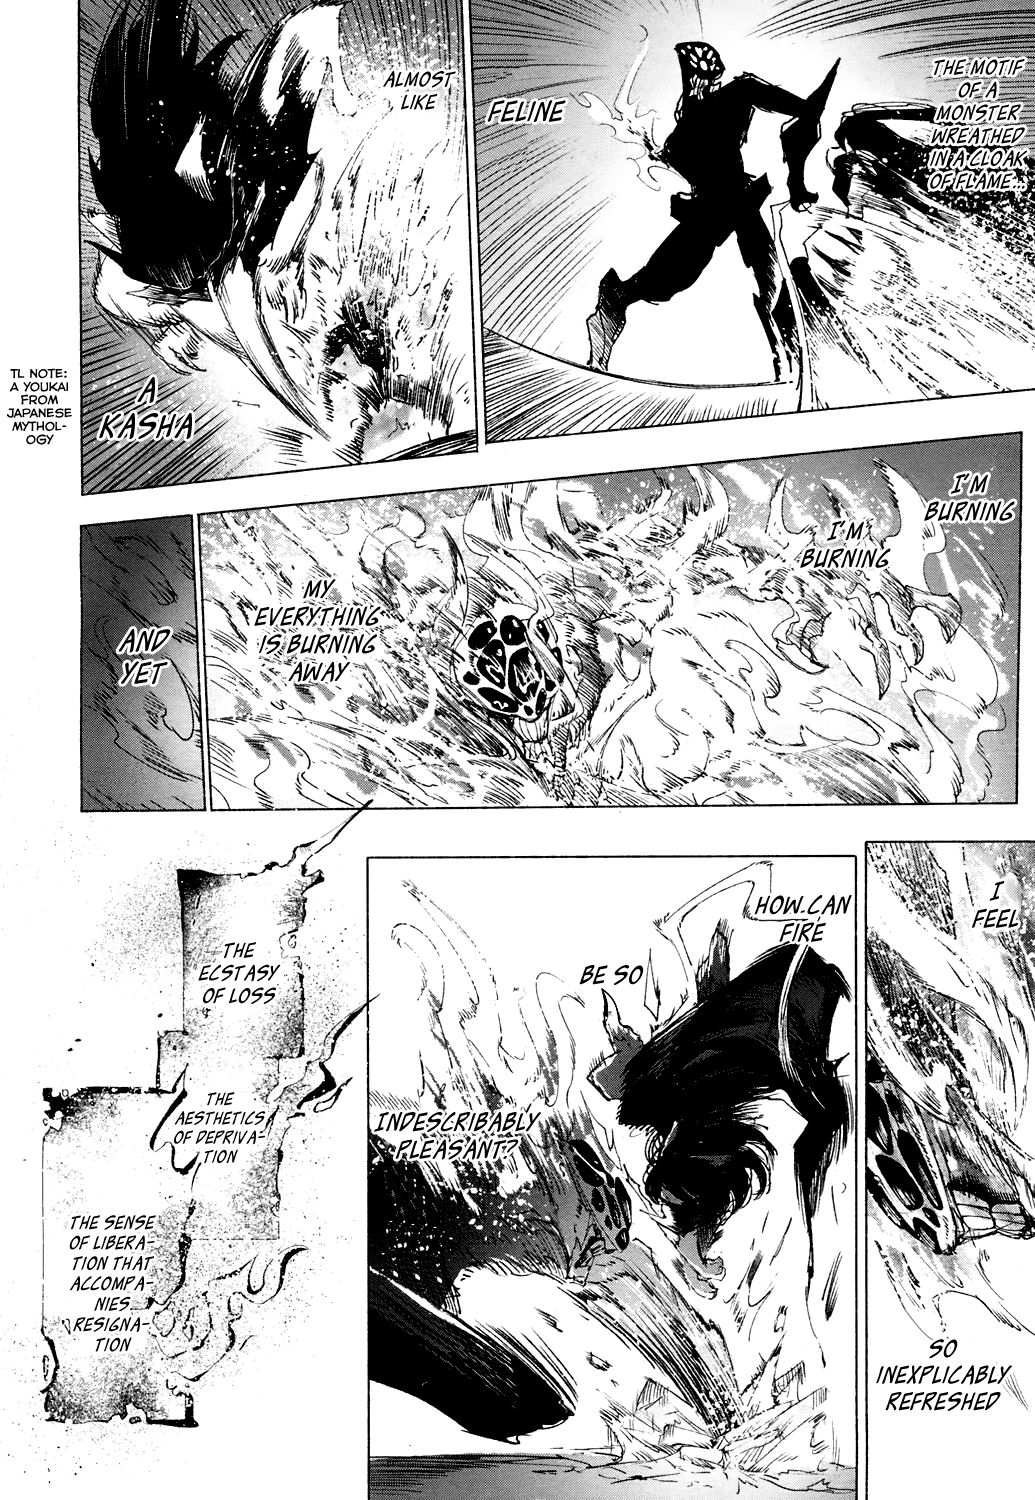 THE MOTIF
OF A
MONSTER
WREATHED
IN A CLOAK
OF FLAME...
FELINE
ALMOST
LIKE
A
KASHA
TL NOTE:
A YOUKAI
FROM
JAPANESE
MYTHOL-
OGY
I'M
BURNING
I'M
BURNING
MY
EVERYTHING
IS BURNING
AWAY
AND
YET
I
FEEL
SO
INEXPLICABLY
REFRESHED
HOW CAN
FIRE
BE SO
INDESCRIBABLY
PLEASANT?
THE
ECSTASY
OF LOSS
THE
AESTHETICS
OF DEPRIVA-
TION
THE SENSE
OF LIBERA-
TION THAT
ACCOMPA-
NIES
RESIGNA-
TION